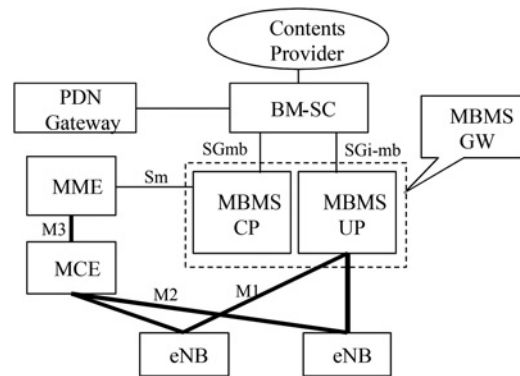 Contents
Provider
PDN
Gateway
BM-SC
MBMS
GW
SGmb
SGi-mb
MME
Sm
MBMS
CP
MBMS
UP
M3
MCE
M2
M1
eNB
eNB